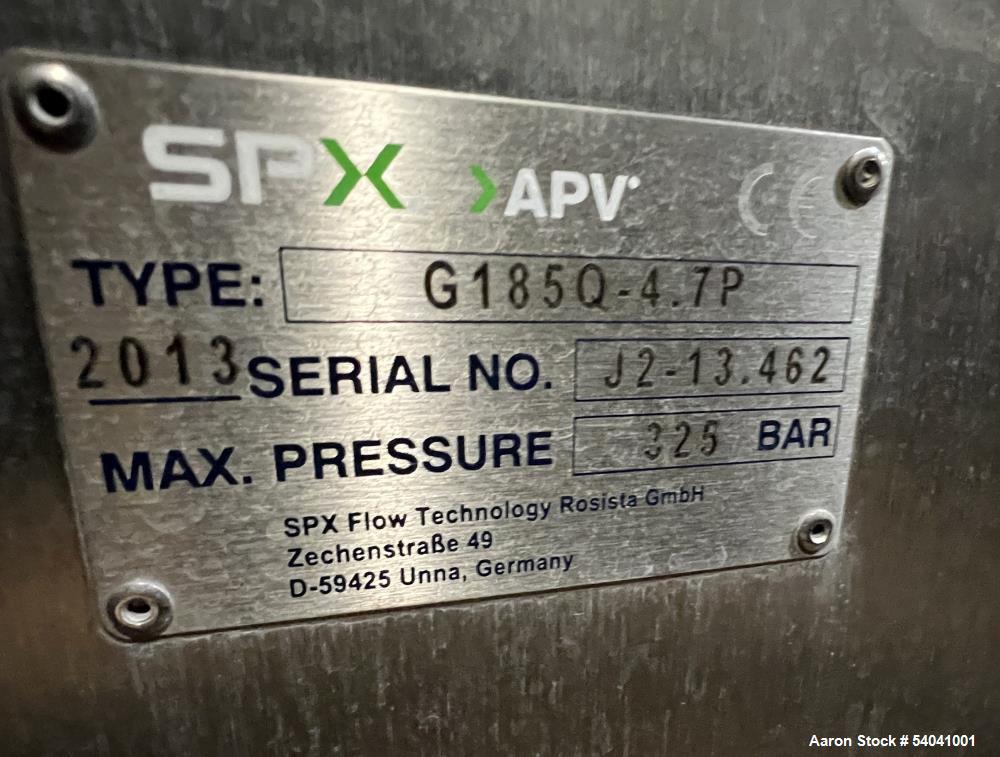 SPX APV® CE
TYPE: G185Q-4.7P
2013 SERIAL NO. J2-13.462
MAX. PRESSURE 325 BAR
SPX Flow Technology Rosista GmbH
Zechenstraße 49
D-59425 Unna, Germany
Aaron Stock # 54041001